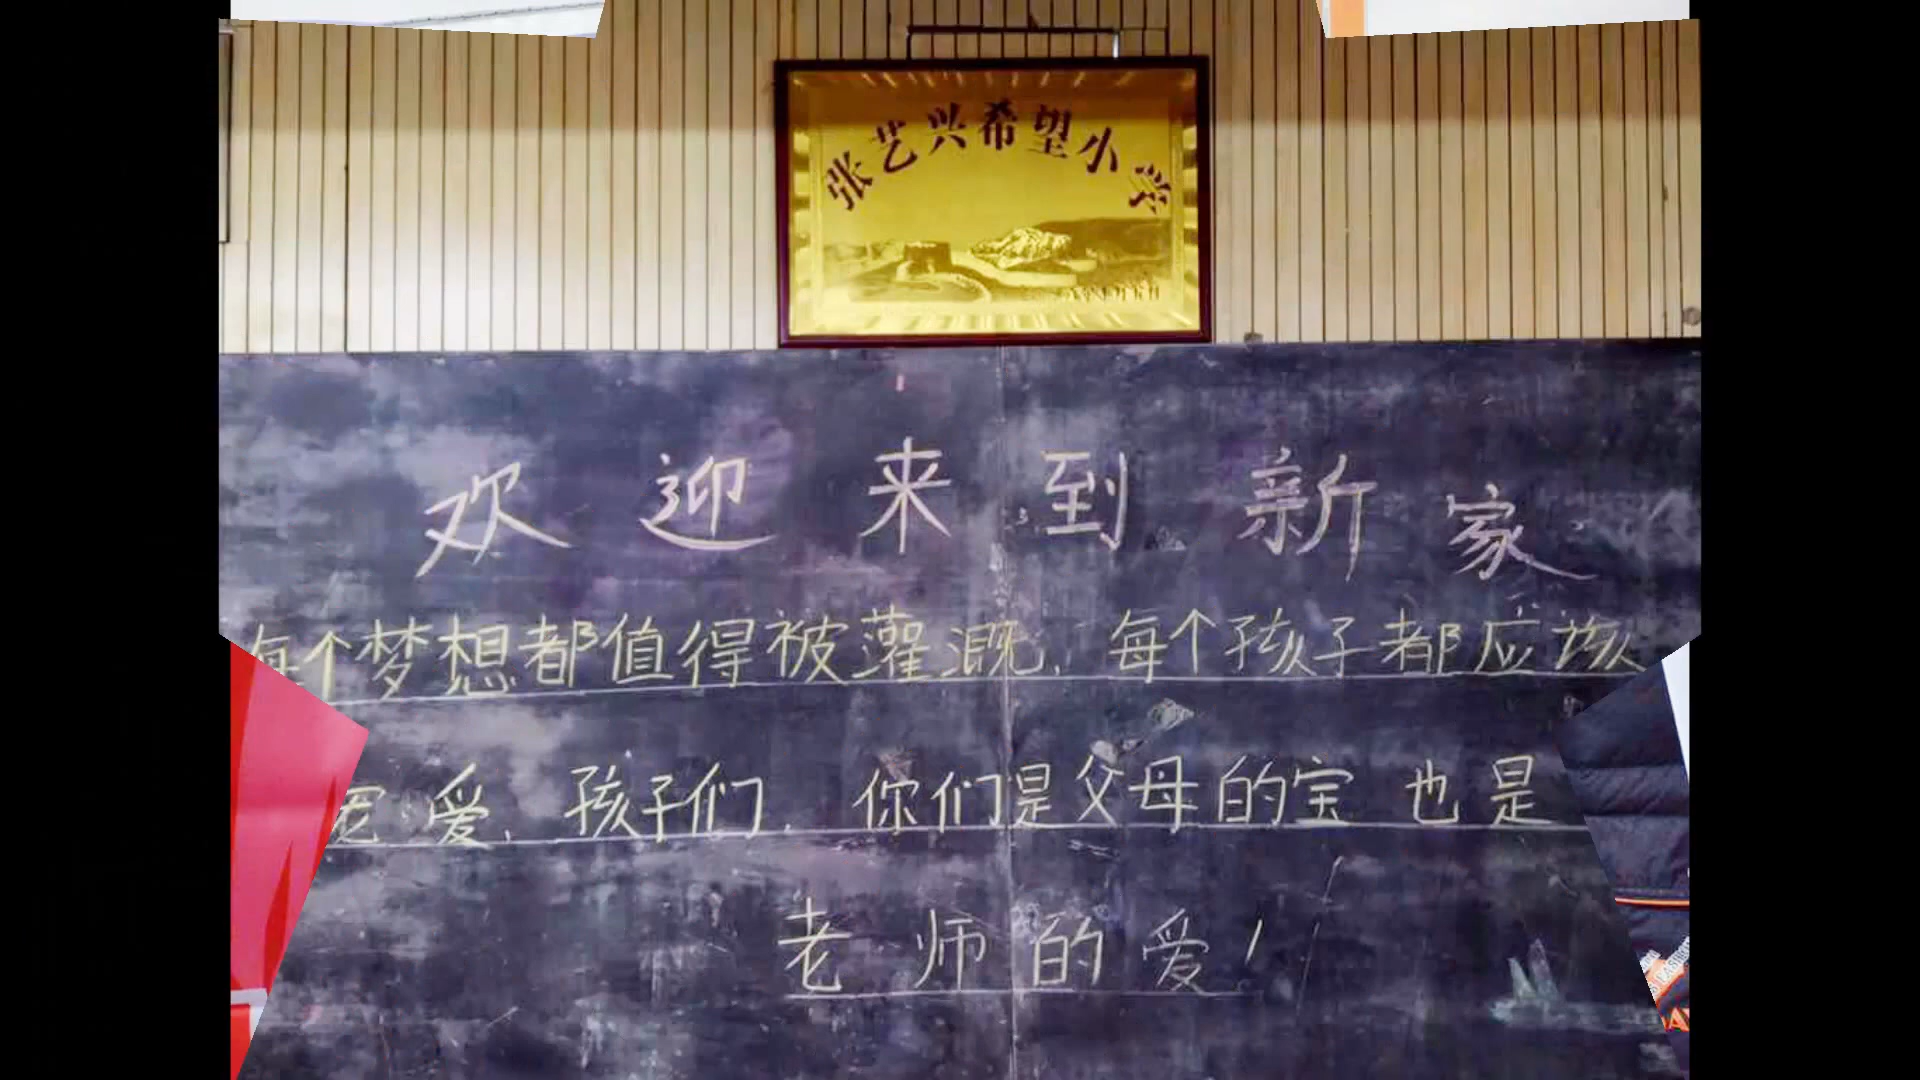 张艺兴希望小学
欢迎来到新家
每个梦想都值得被灌溉,每个孩子都应该
宠爱,孩子们,你们是父母的宝 也是
老师的爱!